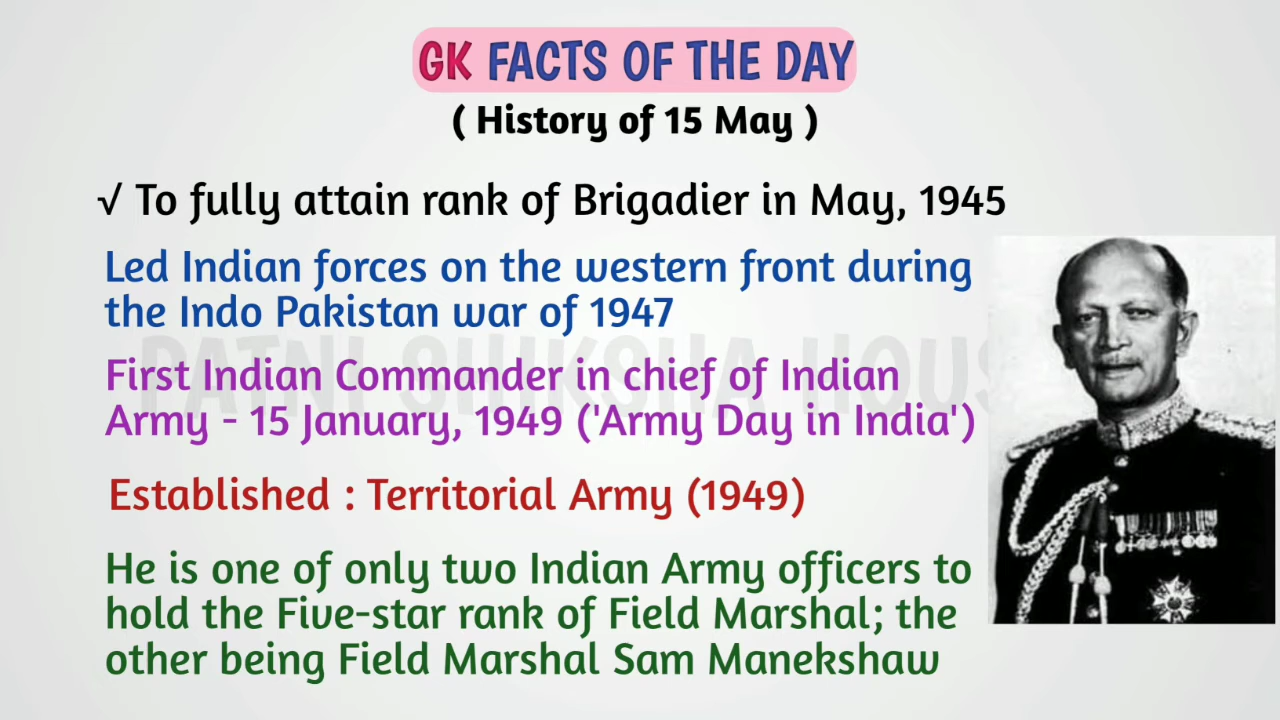 GK FACTS OF THE DAY
( History of 15 May )
√ To fully attain rank of Brigadier in May, 1945
Led Indian forces on the western front during
the Indo Pakistan war of 1947
PATNI SHIKSHA HOUS
First Indian Commander in chief of Indian
Army - 15 January, 1949 ('Army Day in India')
Established : Territorial Army (1949)
He is one of only two Indian Army officers to
hold the Five-star rank of Field Marshal; the
other being Field Marshal Sam Manekshaw